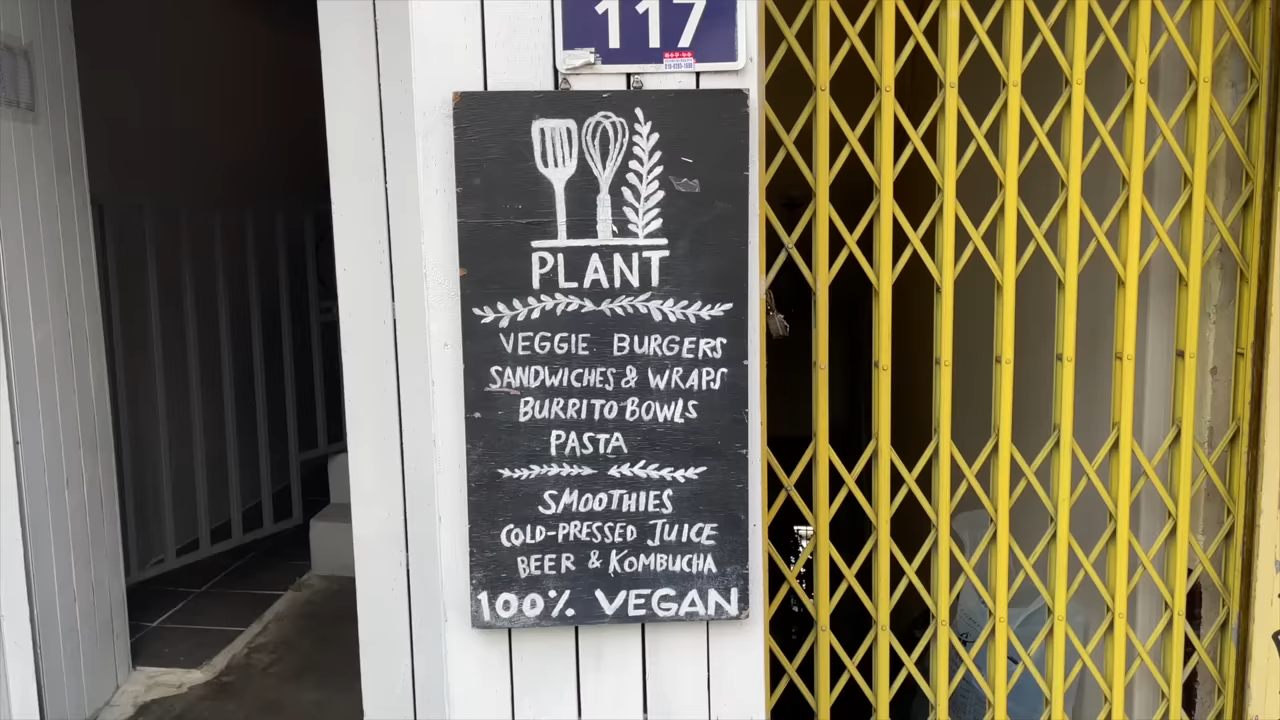 117
PLANT
VEGGIE BURGERS
SANDWICHES & WRAPS
BURRITO BOWLS
PASTA
SMOOTHIES
COLD-PRESSED JUICE
BEER & KOMBUCHA
100% VEGAN